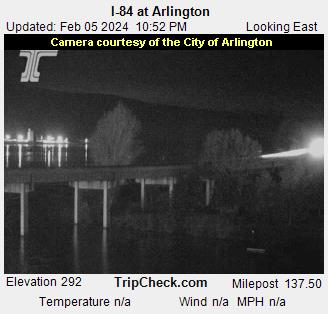 I-84 at Arlington
Updated: Feb 05 2024 10:52 PM Looking East
Camera courtesy of the City of Arlington
Elevation 292 TripCheck.com Milepost 137.50
Temperature n/a Wind n/a MPH n/a